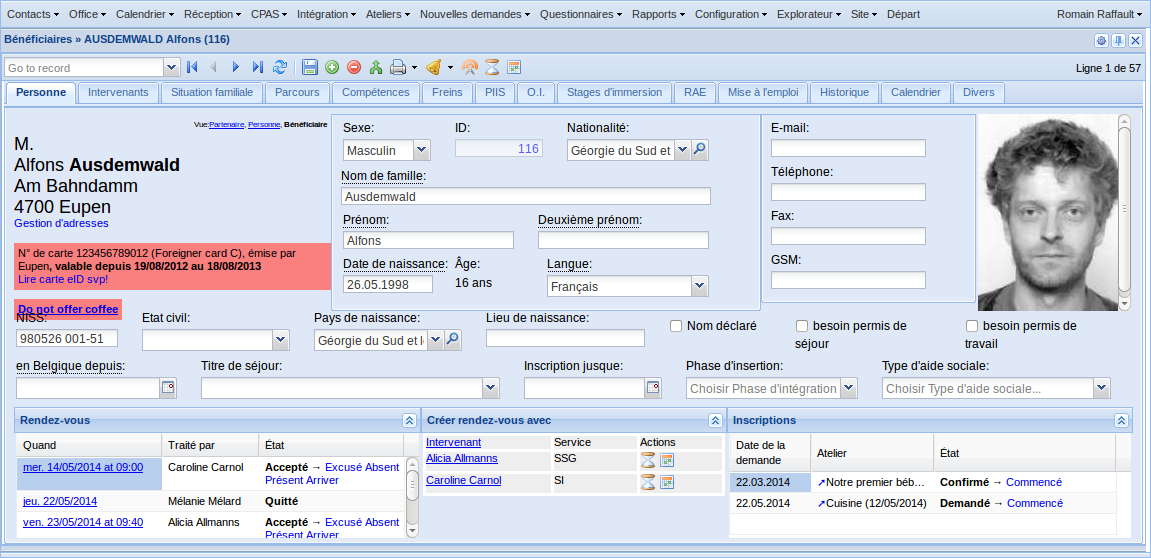 Contacts Office Calendrier Réception CPAS Intégration Ateliers Nouvelles demandes Questionnaires Rapports Configuration Explorateur Site Départ Romain Raffault
Bénéficiaires » AUSDEMWALD Alfons (116)
Go to record Ligne 1 de 57
Personne Intervenants Situation familiale Parcours Compétences Freins PIIS O.I. Stages d'immersion RAE Mise à l'emploi Historique Calendrier Divers
Vue:Partenaire, Personne, Bénéficiaire
M.
Alfons Ausdemwald
Am Bahndamm
4700 Eupen
Gestion d'adresses
N° de carte 123456789012 (Foreigner card C), émise par
Eupen, valable depuis 19/08/2012 au 18/08/2013
Lire carte eID svp!
Do not offer coffee
Sexe: ID: Nationalité:
Masculin 116 Géorgie du Sud et
Nom de famille:
Ausdemwald
Prénom: Deuxième prénom:
Alfons
Date de naissance: Âge: Langue:
26.05.1998 16 ans Français
E-mail:
Téléphone:
Fax:
GSM:
NISS: Etat civil: Pays de naissance: Lieu de naissance:
980526 001-51 Géorgie du Sud et l
Nom déclaré besoin permis de séjour besoin permis de travail
en Belgique depuis: Titre de séjour: Inscription jusque: Phase d'insertion: Type d'aide sociale:
Choisir Phase d'intégration Choisir Type d'aide sociale...
Rendez-vous
Quand Traité par État
mer. 14/05/2014 at 09:00 Caroline Carnol Accepté → Excusé Absent
Présent Arriver
jeu. 22/05/2014 Mélanie Mélard Quitté
ven. 23/05/2014 at 09:40 Alicia Allmanns Accepté → Excusé Absent
Présent Arriver
Créer rendez-vous avec
Intervenant Service Actions
Alicia Allmanns SSG
Caroline Carnol SI
Inscriptions
Date de la demande Atelier État
22.03.2014 ➚Notre premier béb… Confirmé → Commencé
22.05.2014 ➚Cuisine (12/05/2014) Demandé → Commencé